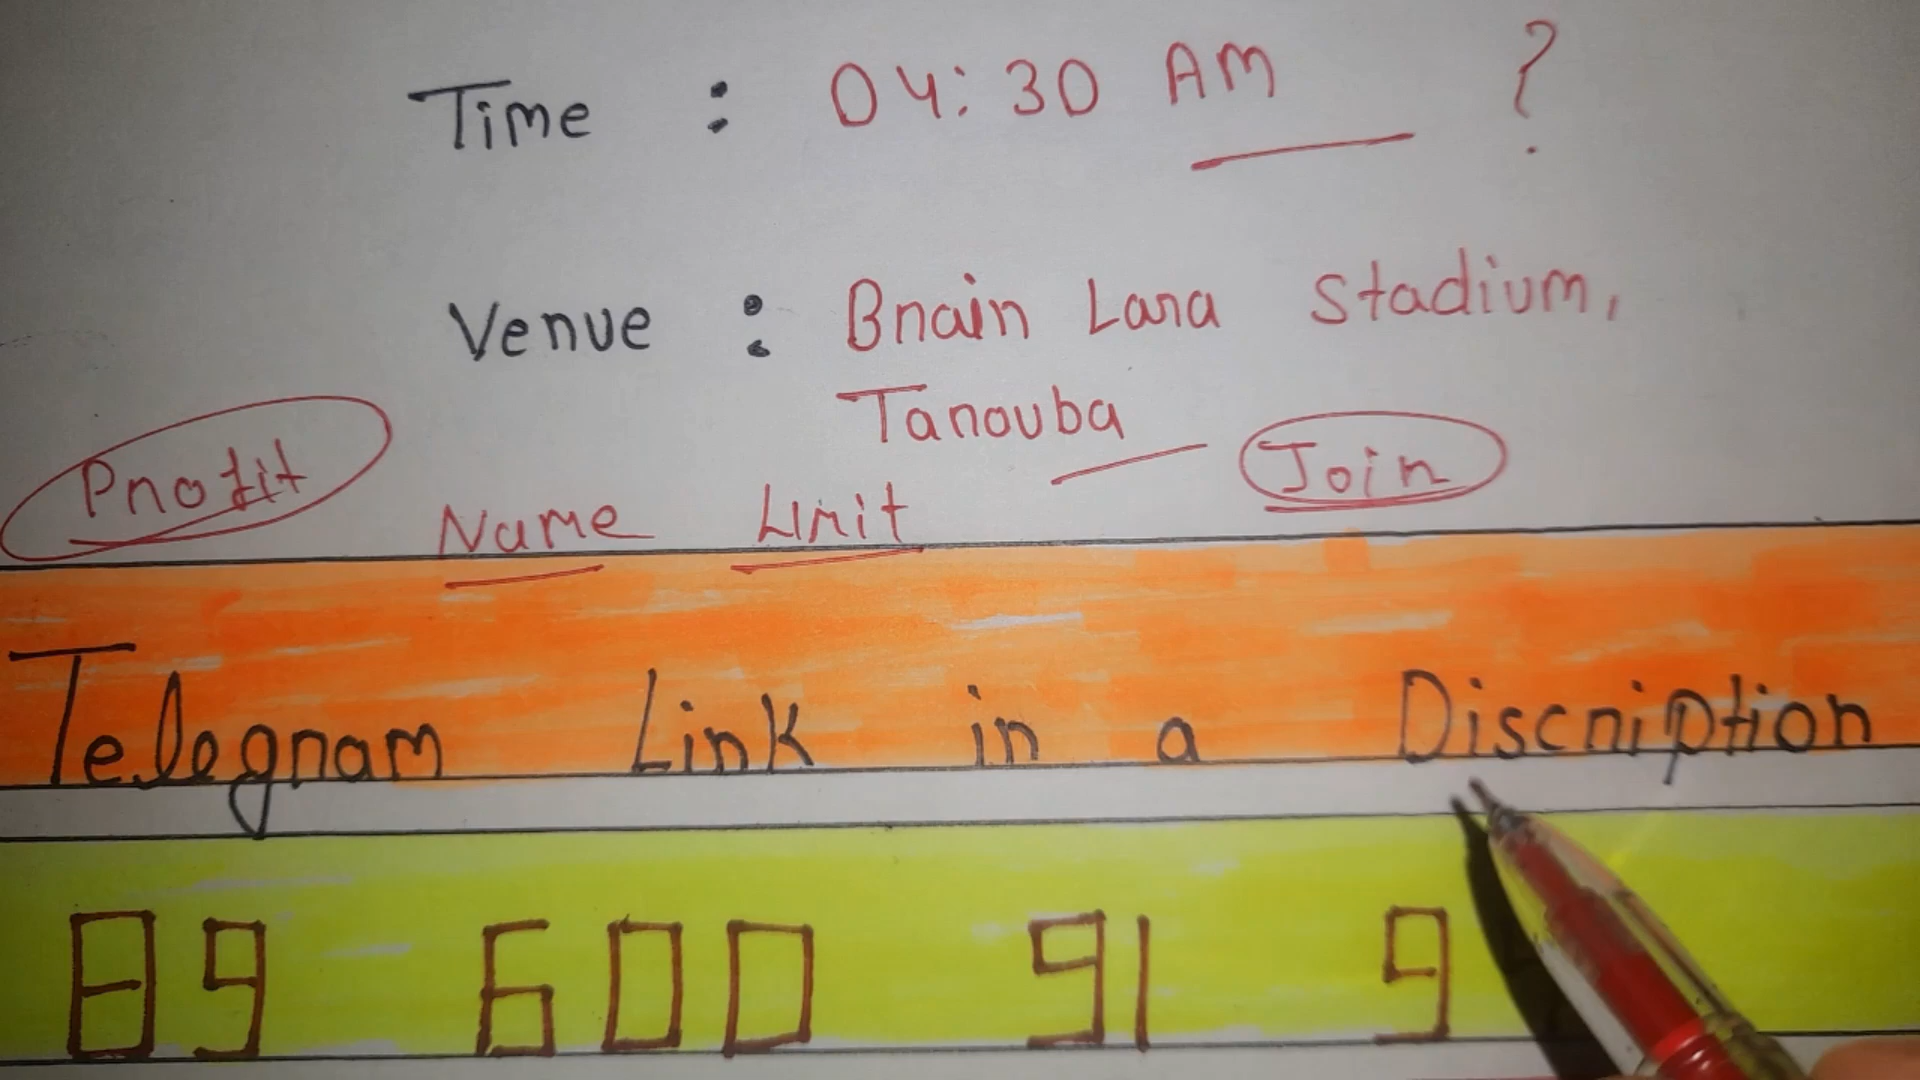 Time : 04:30 AM ?
Venue : Bnain Lana Stadium,
Tanouba
Pnofit Name Limit Join
Telegnam Link in a Discniption
89 600 91 9